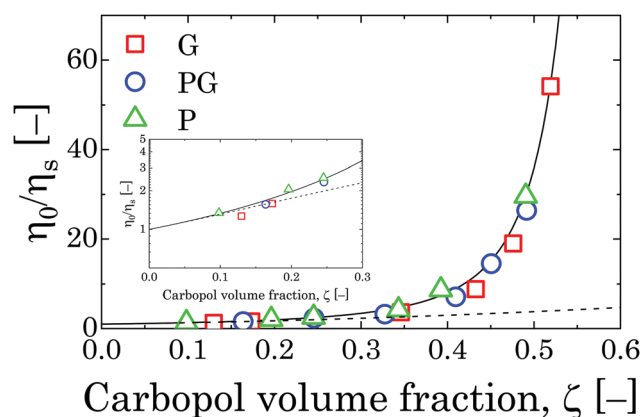 η₀/ηₛ [–]
60
40
20
0
G
PG
P
η₀/ηₛ [–]
5
4
3
2
1
0.0 0.1 0.2 0.3
Carbopol volume fraction, ζ [–]
0.0 0.1 0.2 0.3 0.4 0.5 0.6
Carbopol volume fraction, ζ [–]